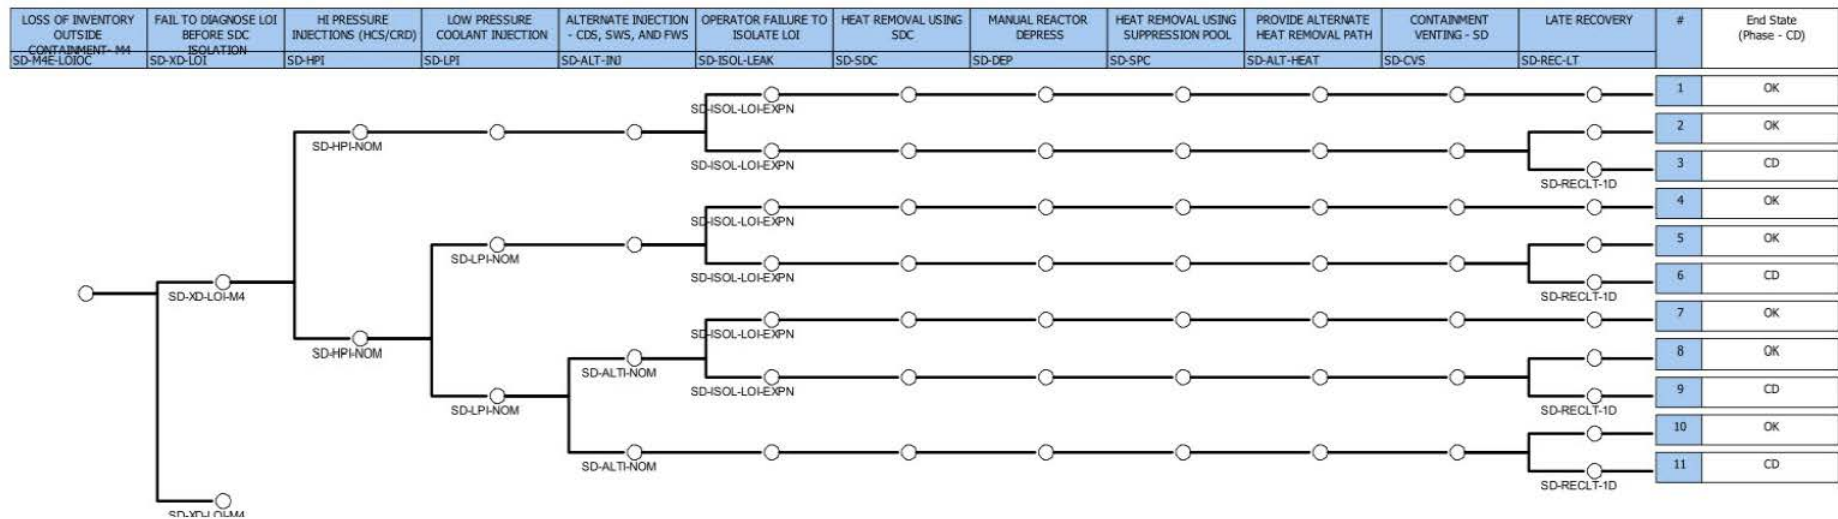 LOSS OF INVENTORY
OUTSIDE
CONTAINMENT- M4
SD-M4E-LOIOC
FAIL TO DIAGNOSE LOI
BEFORE SDC
ISOLATION
SD-XD-LOI
HI PRESSURE
INJECTIONS (HCS/CRD)
SD-HPI
LOW PRESSURE
COOLANT INJECTION
SD-LPI
ALTERNATE INJECTION
- CDS, SWS, AND FWS
SD-ALT-INJ
OPERATOR FAILURE TO
ISOLATE LOI
SD-ISOL-LEAK
HEAT REMOVAL USING
SDC
SD-SDC
MANUAL REACTOR
DEPRESS
SD-DEP
HEAT REMOVAL USING
SUPPRESSION POOL
SD-SPC
PROVIDE ALTERNATE
HEAT REMOVAL PATH
SD-ALT-HEAT
CONTAINMENT
VENTING - SD
SD-CVS
LATE RECOVERY
SD-REC-LT
#
End State
(Phase - CD)
SD-ISOL-LOI-EXPN
1 OK
SD-HPI-NOM
2 OK
SD-ISOL-LOI-EXPN
3 CD
SD-RECLT-1D
SD-ISOL-LOI-EXPN
4 OK
SD-LPI-NOM
5 OK
SD-ISOL-LOI-EXPN
6 CD
SD-XD-LOI-M4
SD-RECLT-1D
SD-ISOL-LOI-EXPN
7 OK
SD-HPI-NOM
8 OK
SD-ALTI-NOM
SD-ISOL-LOI-EXPN
9 CD
SD-LPI-NOM
SD-RECLT-1D
10 OK
SD-ALTI-NOM
11 CD
SD-RECLT-1D
SD-XD-LOI-M4